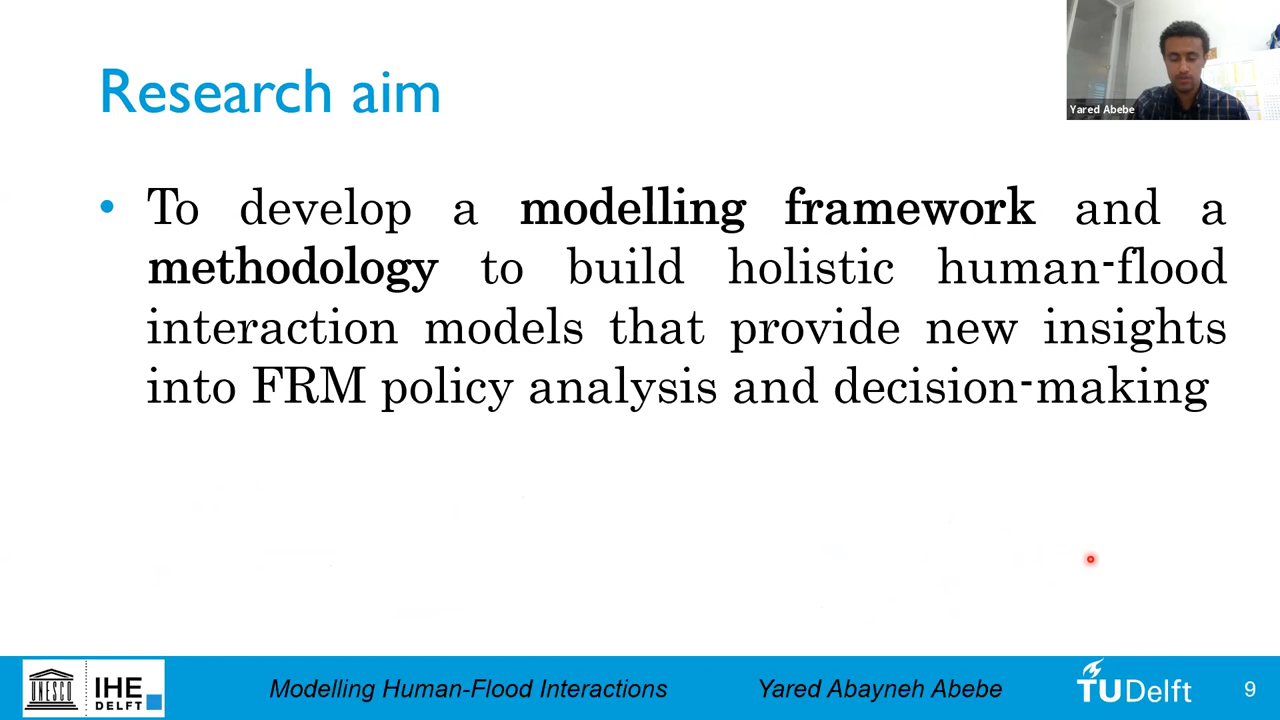 Research aim
Yared Abebe
• To develop a modelling framework and a
methodology to build holistic human-flood
interaction models that provide new insights
into FRM policy analysis and decision-making
UNESCO
IHE
DELFT
Modelling Human-Flood Interactions
Yared Abayneh Abebe
TUDelft
9